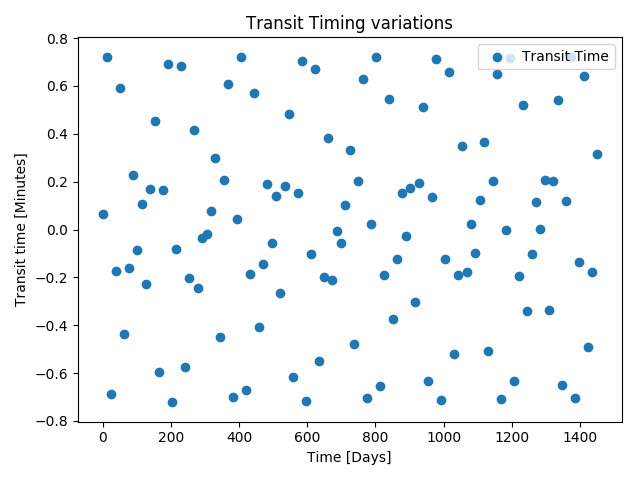 Transit Timing variations
Transit Time
Transit time [Minutes]
0.8
0.6
0.4
0.2
0.0
−0.2
−0.4
−0.6
−0.8
0 200 400 600 800 1000 1200 1400
Time [Days]